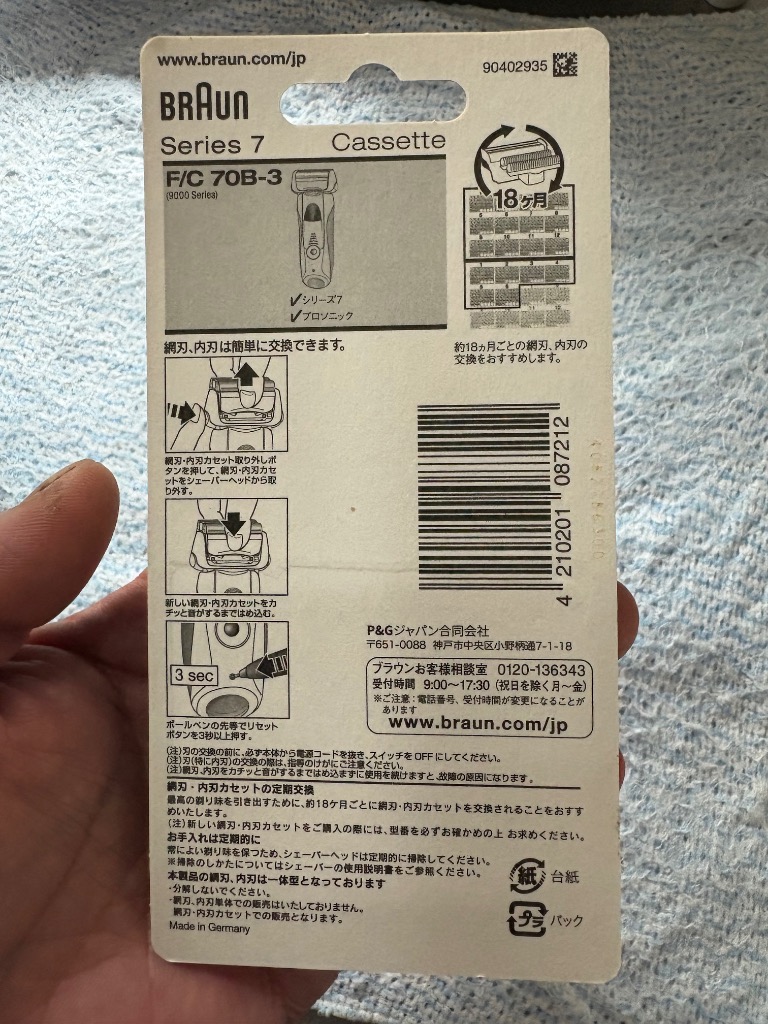 www.braun.com/jp
90402935
BRAUN
Series 7 Cassette
F/C 70B-3
(9000 Series)
✓シリーズ7
✓プロソニック
18ヶ月
約18ヵ月ごとの網刃、内刃の
交換をおすすめします。
網刃、内刃は簡単に交換できます。
網刃・内刃カセット取り外しボ
タンを押して、網刃・内刃カセ
ットをシェーバーヘッドから取
り外す。
新しい網刃・内刃カセットをカ
チッと音がするまではめ込む。
3 sec
ボールペンの先等でリセット
ボタンを3秒以上押す。
4 210201 087212
P&Gジャパン合同会社
〒651-0088 神戸市中央区小野柄通7-1-18
ブラウンお客様相談室 0120-136343
受付時間 9:00〜17:30 (祝日を除く月〜金)
※ご注意:電話番号、受付時間が変更になることが
あります
www.braun.com/jp
(注)刃の交換の前に、必ず本体から電源コードを抜き、スイッチをOFFにしてください。
(注)刃(特に内刃)の交換の際は、指等のけがにご注意ください。
(注)網刃、内刃をカチッと音がするまではめ込まずに使用を続けますと、故障の原因になります。
網刃・内刃カセットの定期交換
最高の剃り味を引き出すために、約18ケ月ごとに網刃・内刃カセットを交換されることをおすす
めいたします。
(注)新しい網刃・内刃カセットをご購入の際には、型番を必ずお確かめの上 お求めください。
お手入れは定期的に
常によい剃り味を保つため、シェーバーヘッドは定期的に掃除してください。
※掃除のしかたについてはシェーバーの使用説明書をご参照ください。
本製品の網刃、内刃は一体型となっております
・分解しないでください。
・網刃、内刃単体での販売はいたしておりません。
網刃・内刃カセットでの販売となります。
Made in Germany
紙 台紙
プラ パック